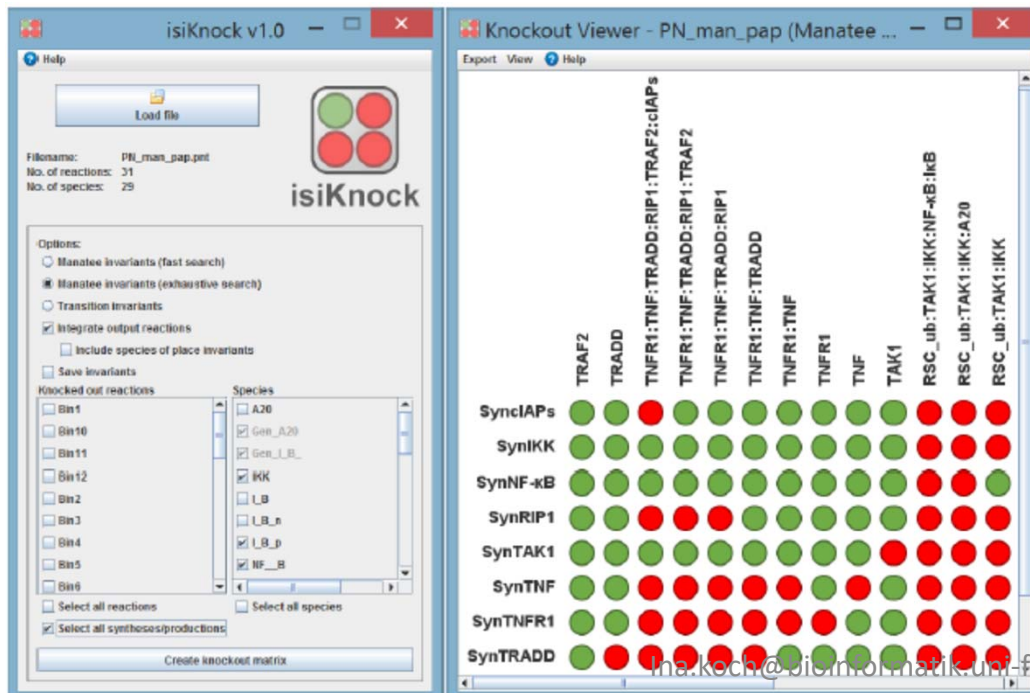 isiKnock v1.0
Help
Load file
Filename: PN_man_pap.pnt
No. of reactions: 31
No. of species: 29
isiKnock
Options:
Manatee invariants (fast search)
Manatee invariants (exhaustive search)
Transition invariants
Integrate output reactions
Include species of place invariants
Save invariants
Knocked out reactions
Bin1
Bin10
Bin11
Bin12
Bin2
Bin3
Bin4
Bin5
Bin6
Select all reactions
Select all syntheses/productions
Species
A20
Gen_A20
Gen_I_B_
IKK
I_B
I_B_n
I_B_p
NF__B
Select all species
Create knockout matrix
Knockout Viewer - PN_man_pap (Manatee ...
Export View Help
TRAF2
TRADD
TNFR1:TNF:TRADD:RIP1:TRAF2:cIAPs
TNFR1:TNF:TRADD:RIP1:TRAF2
TNFR1:TNF:TRADD:RIP1
TNFR1:TNF:TRADD
TNFR1:TNF
TNFR1
TNF
TAK1
RSC_ub:TAK1:IKK:NF-κB:IκB
RSC_ub:TAK1:IKK:A20
RSC_ub:TAK1:IKK
SyncIAPs
SynIKK
SynNF-κB
SynRIP1
SynTAK1
SynTNF
SynTNFR1
SynTRADD
Ina.koch@bioinformatik.uni-f